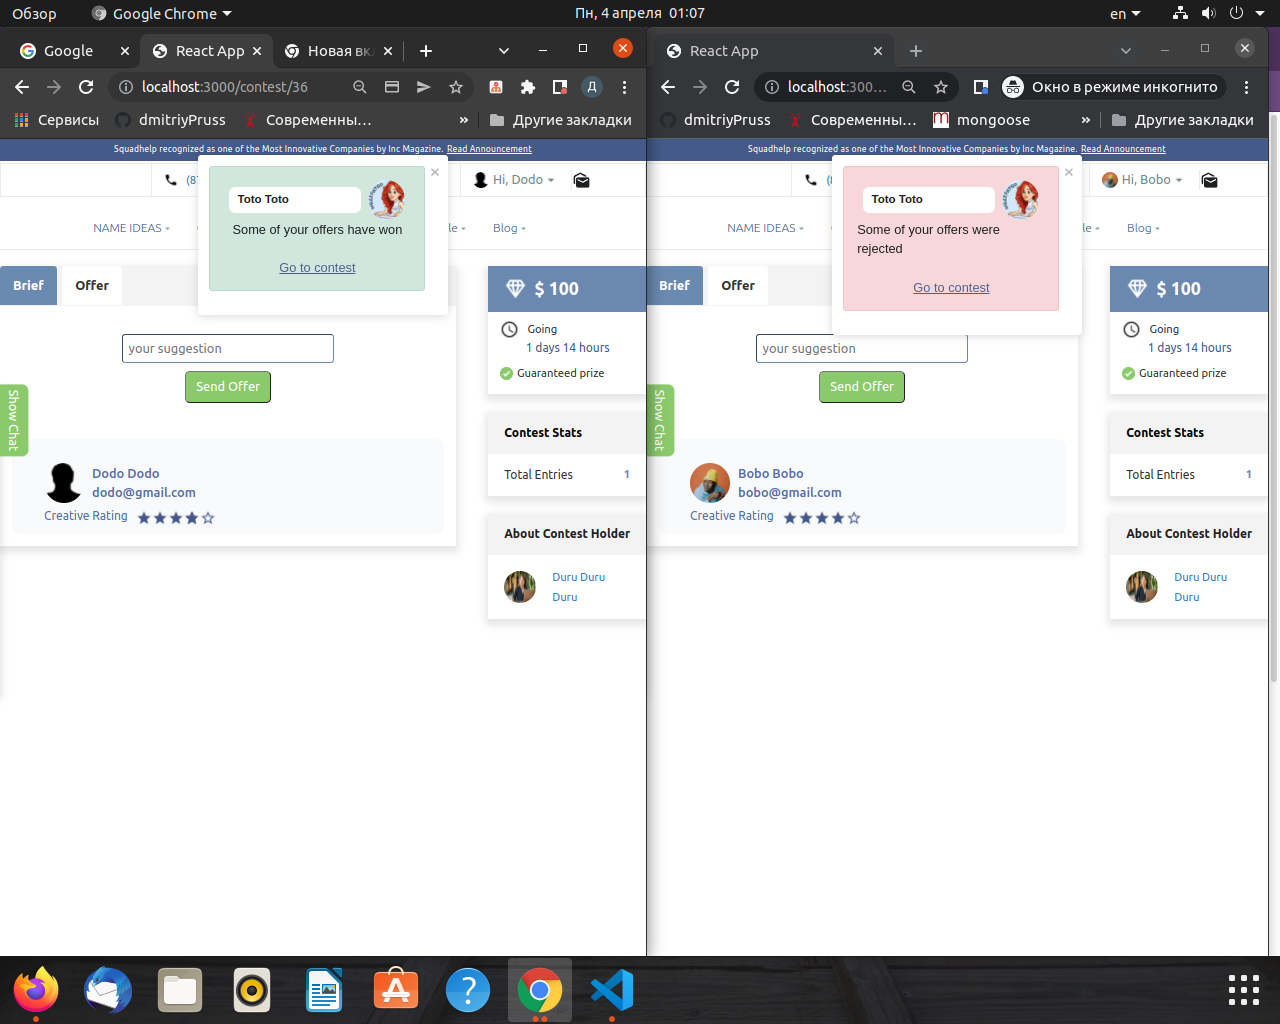 Обзор
Google Chrome
Пн, 4 апреля 01:07
en
Google
React App
Новая вк
localhost:3000/contest/36
Д
Сервисы
dmitriyPruss
Современны…
»
Другие закладки
Squadhelp recognized as one of the Most Innovative Companies by Inc Magazine. Read Announcement
(8
Hi, Dodo
Toto Toto
Some of your offers have won
Go to contest
×
NAME IDEAS
Blog
Brief
Offer
$ 100
your suggestion
Send Offer
Going
1 days 14 hours
Guaranteed prize
Show Chat
Contest Stats
Total Entries
1
Dodo Dodo
dodo@gmail.com
Creative Rating
About Contest Holder
Duru Duru
Duru
React App
localhost:300…
Окно в режиме инкогнито
dmitriyPruss
Современны…
mongoose
»
Другие закладки
Squadhelp recognized as one of the Most Innovative Companies by Inc Magazine. Read Announcement
Hi, Bobo
Toto Toto
Some of your offers were
rejected
Go to contest
×
NAME IDEAS
Blog
Brief
Offer
$ 100
your suggestion
Send Offer
Going
1 days 14 hours
Guaranteed prize
Show Chat
Contest Stats
Total Entries
1
Bobo Bobo
bobo@gmail.com
Creative Rating
About Contest Holder
Duru Duru
Duru